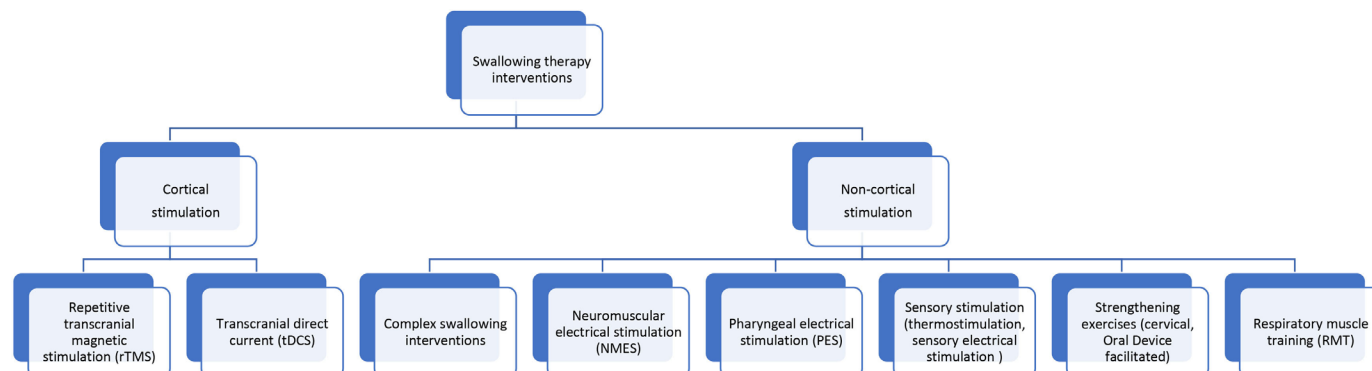 Swallowing therapy
interventions
Cortical
stimulation
Non-cortical
stimulation
Repetitive
transcranial
magnetic
stimulation (rTMS)
Transcranial direct
current (tDCS)
Complex swallowing
interventions
Neuromuscular
electrical stimulation
(NMES)
Pharyngeal electrical
stimulation (PES)
Sensory stimulation
(thermostimulation,
sensory electrical
stimulation )
Strengthening
exercises (cervical,
Oral Device
facilitated)
Respiratory muscle
training (RMT)